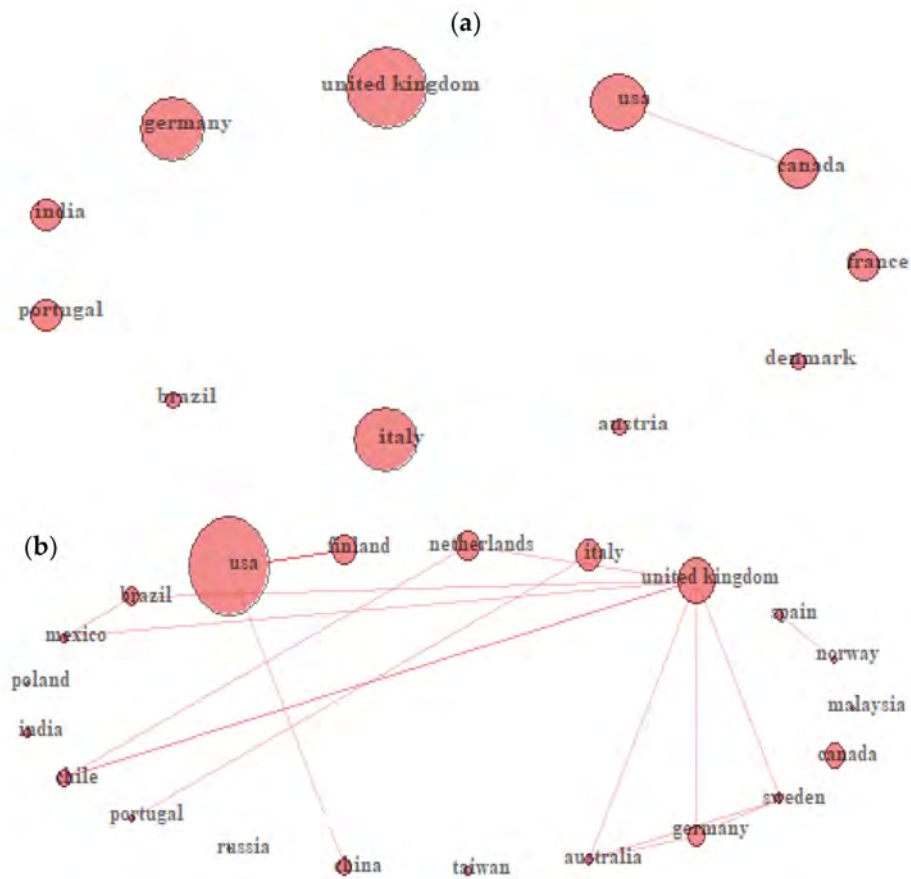 (a)
united kingdom
usa
germany
canada
india
france
portugal
denmark
brazil
austria
italy
(b)
finland
netherlands
italy
usa
united kingdom
brazil
spain
mexico
norway
poland
malaysia
india
canada
chile
sweden
portugal
germany
russia
china
taiwan
australia